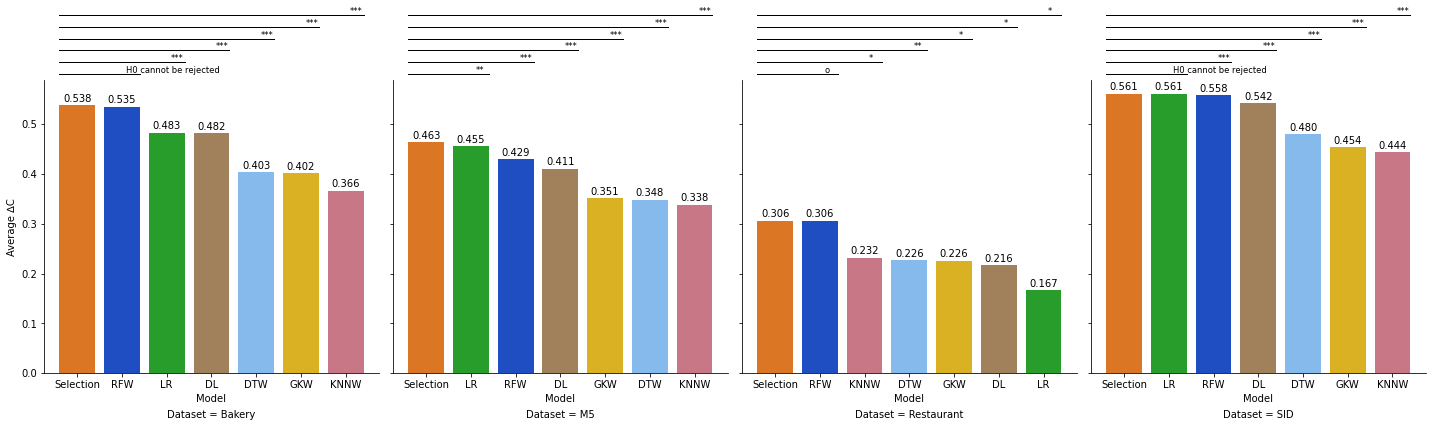 *** *** * ***
*** *** * ***
*** *** * ***
*** *** ** ***
*** *** * ***
H0 cannot be rejected ** o H0 cannot be rejected
Average ΔC
0.0
0.1
0.2
0.3
0.4
0.5
0.538 0.535 0.483 0.482 0.403 0.402 0.366
Selection RFW LR DL DTW GKW KNNW
Model
Dataset = Bakery
0.463 0.455 0.429 0.411 0.351 0.348 0.338
Selection LR RFW DL GKW DTW KNNW
Model
Dataset = M5
0.306 0.306 0.232 0.226 0.226 0.216 0.167
Selection RFW KNNW DTW GKW DL LR
Model
Dataset = Restaurant
0.561 0.561 0.558 0.542 0.480 0.454 0.444
Selection LR RFW DL DTW GKW KNNW
Model
Dataset = SID